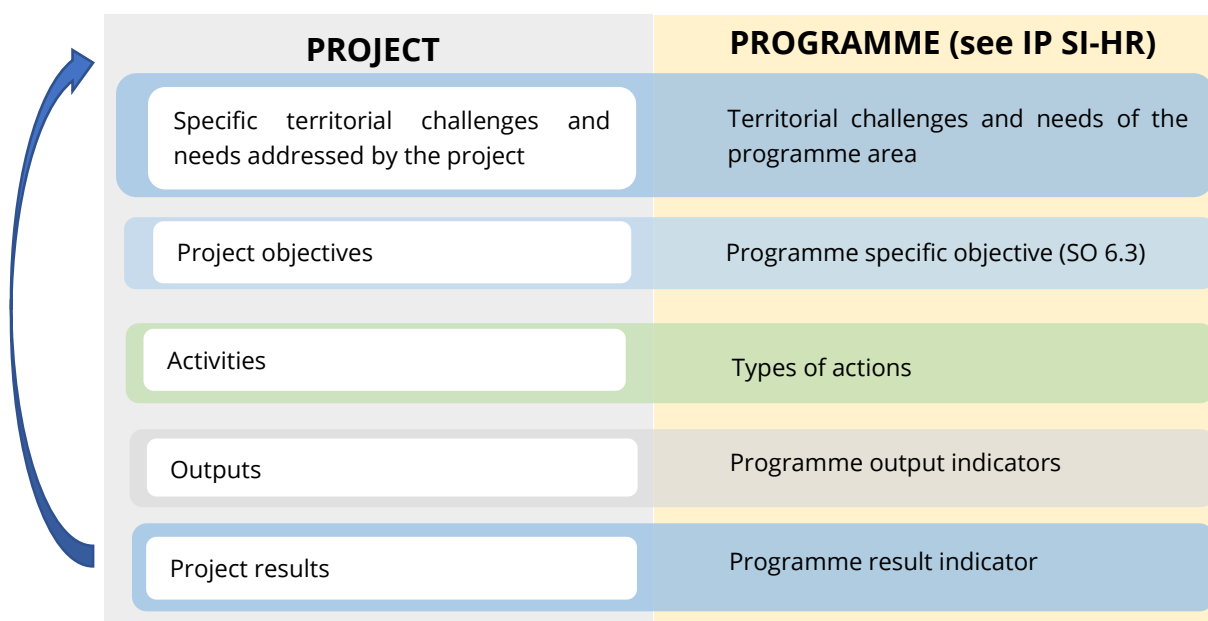 PROJECT
PROGRAMME (see IP SI-HR)
Specific territorial challenges and
needs addressed by the project
Territorial challenges and needs of the
programme area
Project objectives
Programme specific objective (SO 6.3)
Activities
Types of actions
Outputs
Programme output indicators
Project results
Programme result indicator